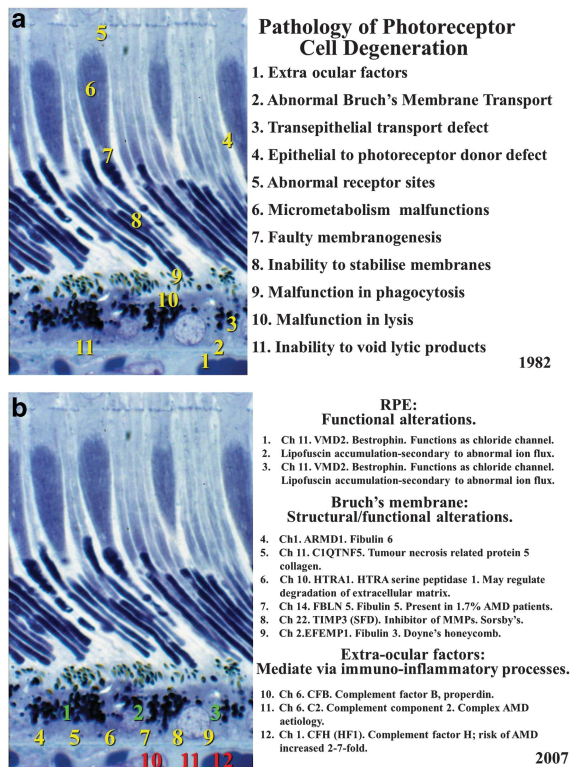 a
Pathology of Photoreceptor
Cell Degeneration
1. Extra ocular factors
2. Abnormal Bruch's Membrane Transport
3. Transepithelial transport defect
4. Epithelial to photoreceptor donor defect
5. Abnormal receptor sites
6. Micrometabolism malfunctions
7. Faulty membranogenesis
8. Inability to stabilise membranes
9. Malfunction in phagocytosis
10. Malfunction in lysis
11. Inability to void lytic products
1982
5
6
4
7
8
9
10
3
11
2
1
b
RPE:
Functional alterations.
1. Ch 11. VMD2. Bestrophin. Functions as chloride channel.
2. Lipofuscin accumulation-secondary to abnormal ion flux.
3. Ch 11. VMD2. Bestrophin. Functions as chloride channel.
Lipofuscin accumulation-secondary to abnormal ion flux.
Bruch's membrane:
Structural/functional alterations.
4. Ch1. ARMD1. Fibulin 6
5. Ch 11. C1QTNF5. Tumour necrosis related protein 5
collagen.
6. Ch 10. HTRA1. HTRA serine peptidase 1. May regulate
degradation of extracellular matrix.
7. Ch 14. FBLN 5. Fibulin 5. Present in 1.7% AMD patients.
8. Ch 22. TIMP3 (SFD). Inhibitor of MMPs. Sorsby's.
9. Ch 2.EFEMP1. Fibulin 3. Doyne's honeycomb.
Extra-ocular factors:
Mediate via immuno-inflammatory processes.
10. Ch 6. CFB. Complement factor B, properdin.
11. Ch 6. C2. Complement component 2. Complex AMD
aetiology.
12. Ch 1. CFH (HF1). Complement factor H; risk of AMD
increased 2-7-fold.
2007
1 2 3
4 5 6 7 8 9
10 11 12